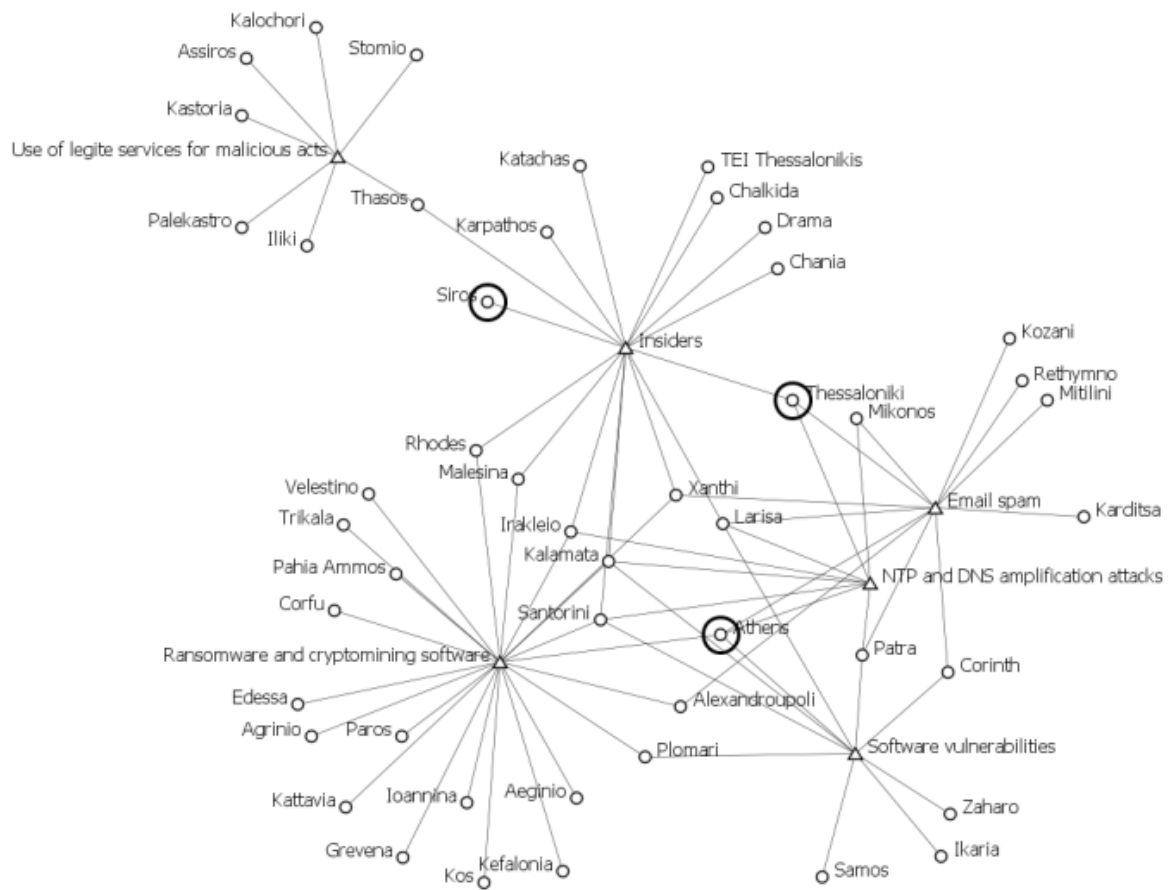 Kalochori
Assiros
Stomio
Kastoria
Use of legite services for malicious acts
Katachas
TEI Thessalonikis
Chalkida
Thasos
Palekastro
Iliki
Karpathos
Drama
Chania
Siros
Insiders
Kozani
Rethymno
Thessaloniki
Mitilini
Mikonos
Rhodes
Malesina
Velestino
Xanthi
Email spam
Trikala
Irakleio
Larisa
Karditsa
Pahia Ammos
Kalamata
NTP and DNS amplification attacks
Corfu
Santorini
Athens
Ransomware and cryptomining software
Patra
Corinth
Edessa
Alexandroupoli
Agrinio
Paros
Plomari
Software vulnerabilities
Kattavia
Ioannina
Aeginio
Zaharo
Grevena
Kos
Kefalonia
Samos
Ikaria